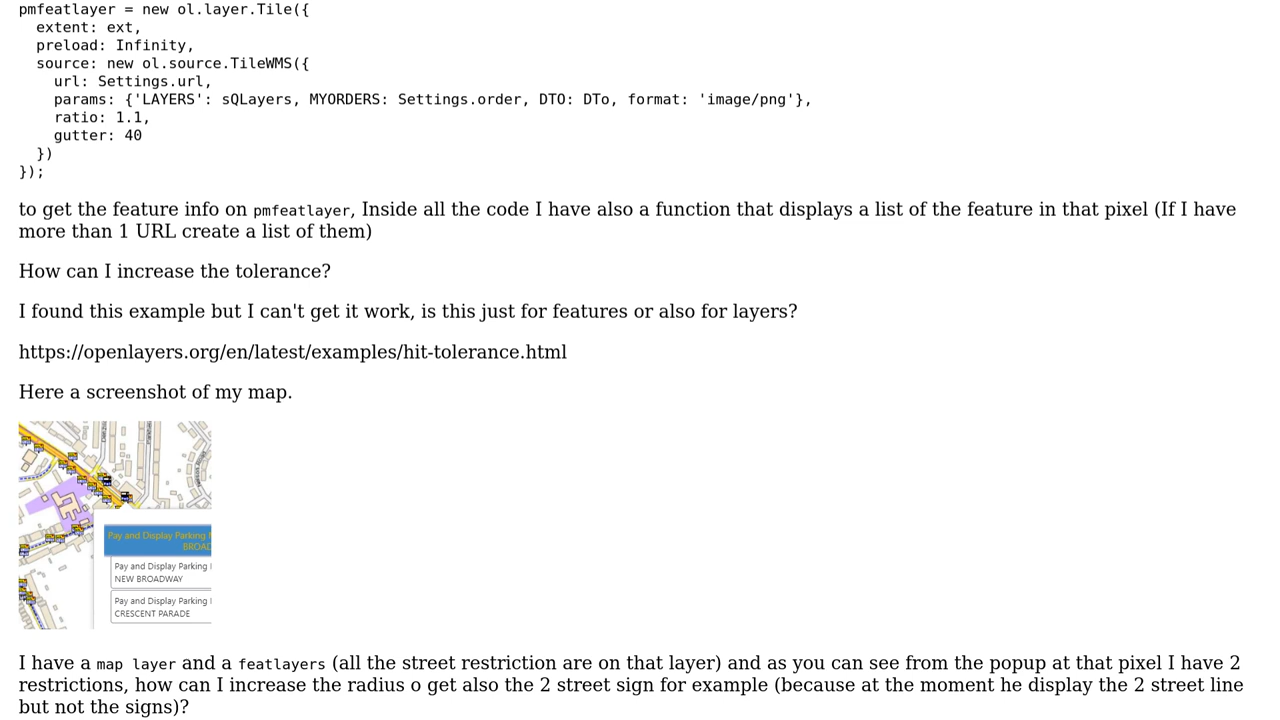 pmfeatlayer = new ol.layer.Tile({
  extent: ext,
  preload: Infinity,
  source: new ol.source.TileWMS({
    url: Settings.url,
    params: {'LAYERS': sQLayers, MYORDERS: Settings.order, DTO: DTo, format: 'image/png'},
    ratio: 1.1,
    gutter: 40
  })
});
to get the feature info on pmfeatlayer, Inside all the code I have also a function that displays a list of the feature in that pixel (If I have
more than 1 URL create a list of them)
How can I increase the tolerance?
I found this example but I can't get it work, is this just for features or also for layers?
https://openlayers.org/en/latest/examples/hit-tolerance.html
Here a screenshot of my map.
Pay and Display Parking
BROAD
Pay and Display Parking
NEW BROADWAY
Pay and Display Parking
CRESCENT PARADE
I have a map layer and a featlayers (all the street restriction are on that layer) and as you can see from the popup at that pixel I have 2
restrictions, how can I increase the radius o get also the 2 street sign for example (because at the moment he display the 2 street line
but not the signs)?